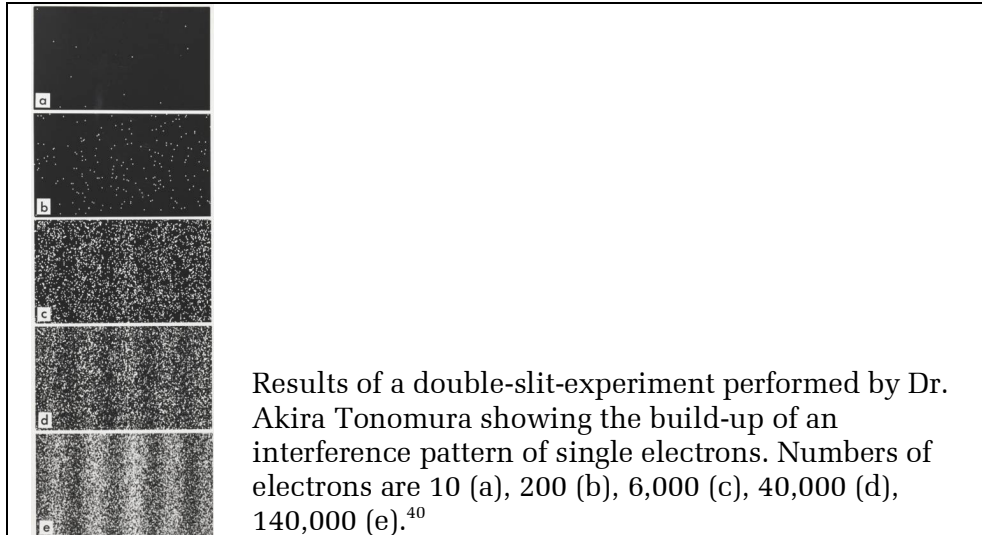 a
b
c
d
e
Results of a double-slit-experiment performed by Dr.
Akira Tonomura showing the build-up of an
interference pattern of single electrons. Numbers of
electrons are 10 (a), 200 (b), 6,000 (c), 40,000 (d),
140,000 (e).⁴⁰